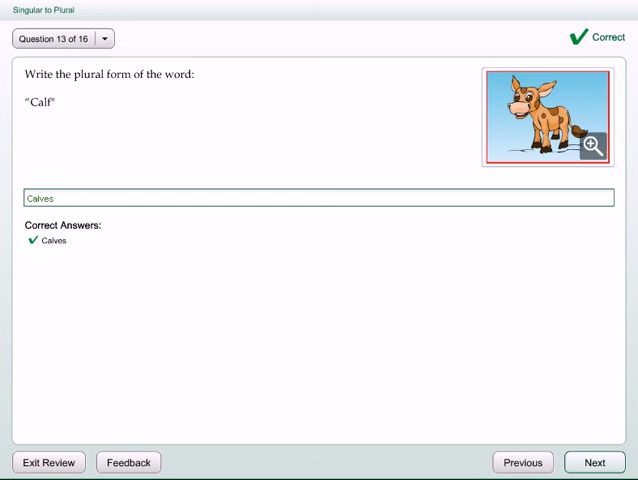 Singular to Plural
Question 13 of 16
Correct
Write the plural form of the word:
“Calf"
Calves
Correct Answers:
Calves
Exit Review
Feedback
Previous
Next